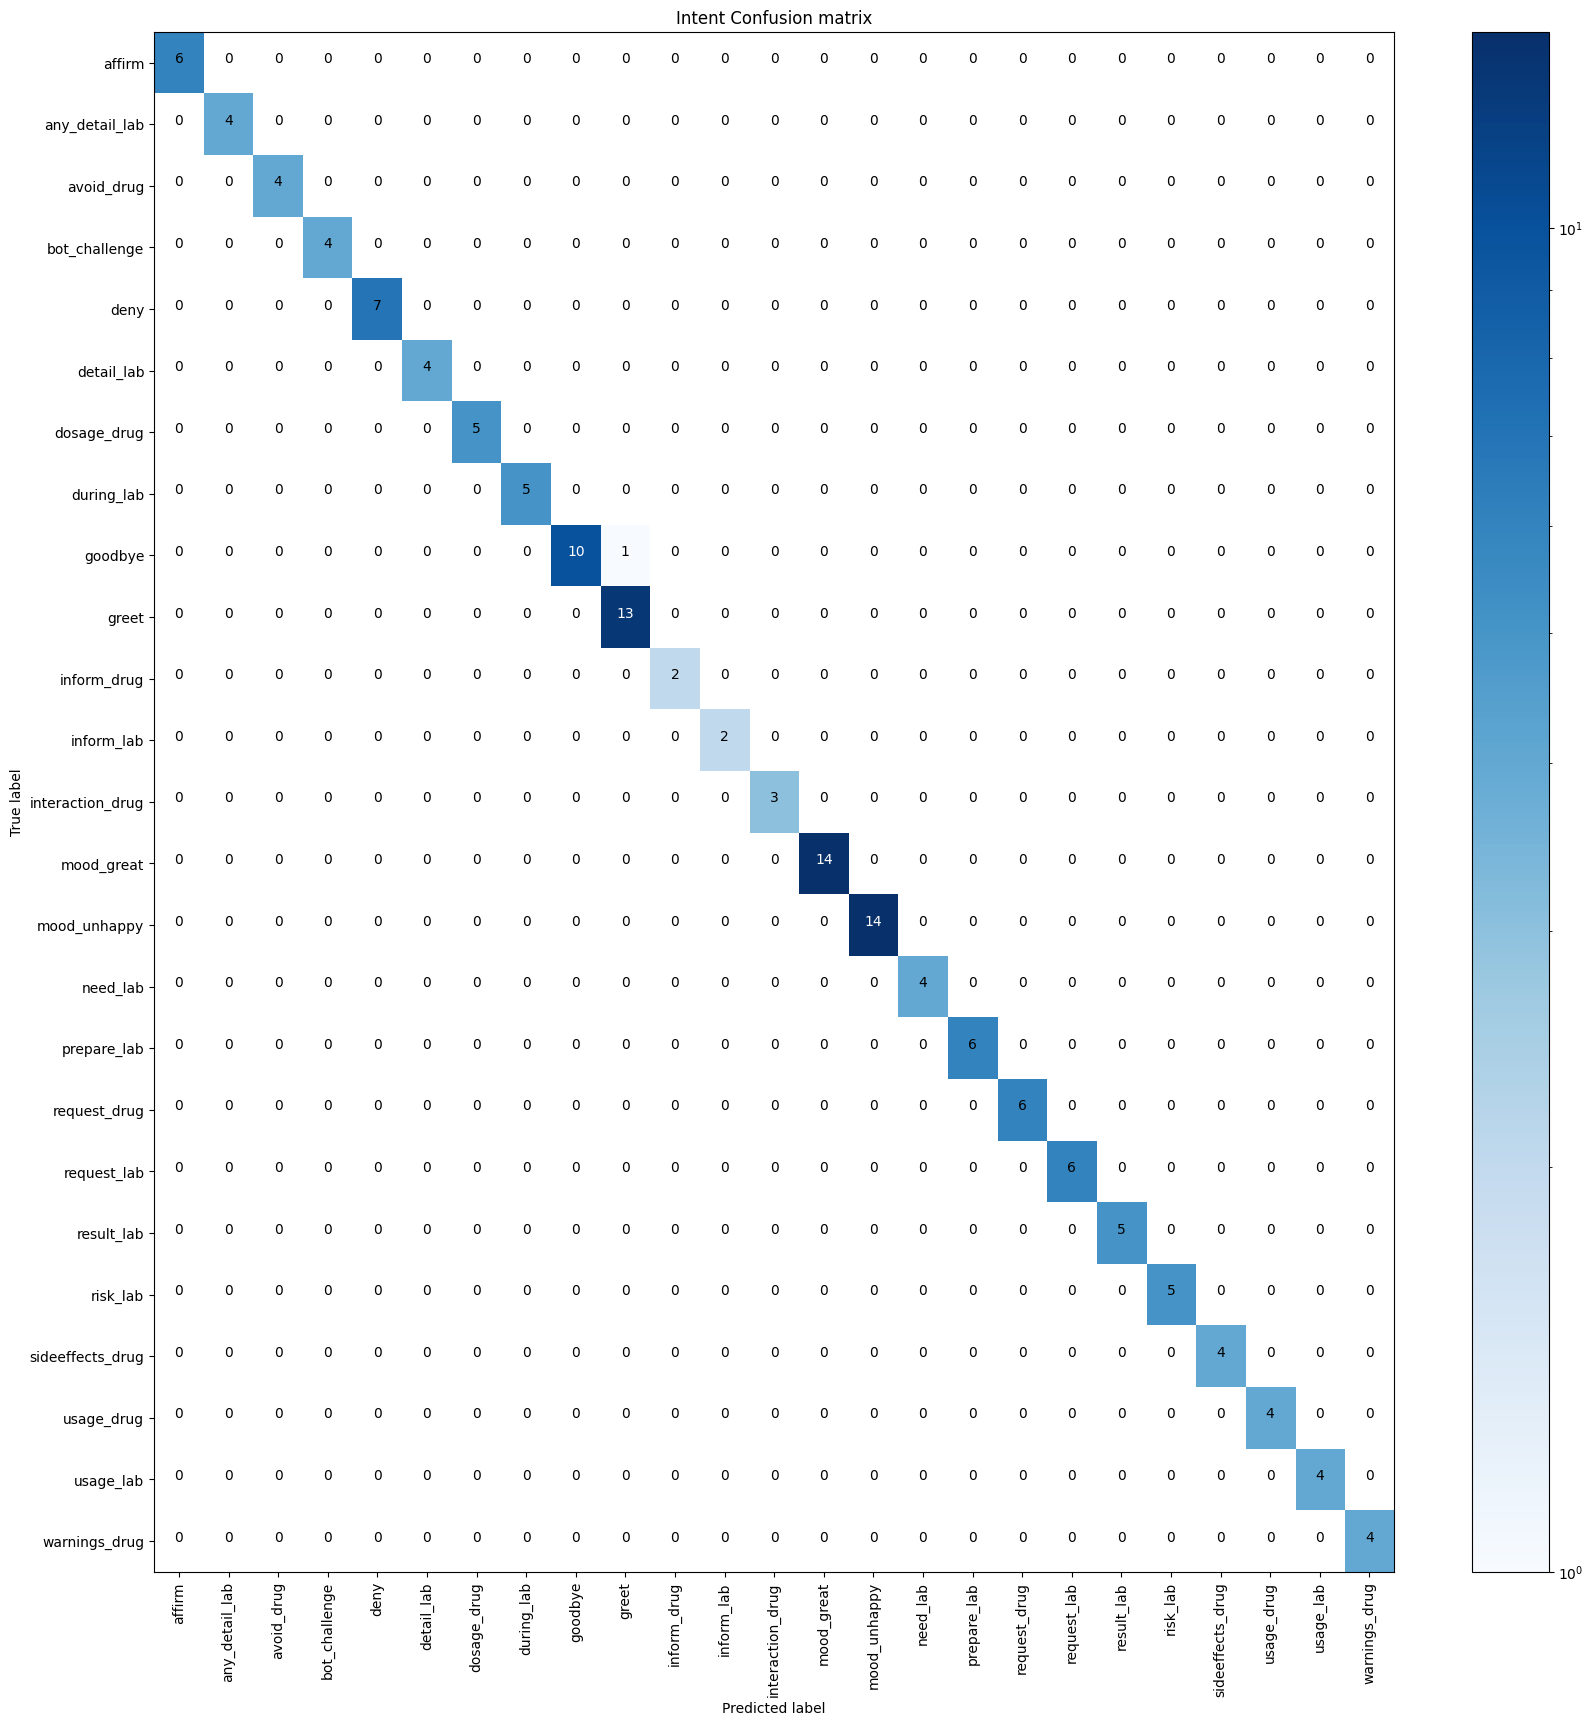 Intent Confusion matrix
affirm 6 0 0 0 0 0 0 0 0 0 0 0 0 0 0 0 0 0 0 0 0 0 0 0 0
any_detail_lab 0 4 0 0 0 0 0 0 0 0 0 0 0 0 0 0 0 0 0 0 0 0 0 0 0
avoid_drug 0 0 4 0 0 0 0 0 0 0 0 0 0 0 0 0 0 0 0 0 0 0 0 0 0
bot_challenge 0 0 0 4 0 0 0 0 0 0 0 0 0 0 0 0 0 0 0 0 0 0 0 0 0
10¹
deny 0 0 0 0 7 0 0 0 0 0 0 0 0 0 0 0 0 0 0 0 0 0 0 0 0
detail_lab 0 0 0 0 0 4 0 0 0 0 0 0 0 0 0 0 0 0 0 0 0 0 0 0 0
dosage_drug 0 0 0 0 0 0 5 0 0 0 0 0 0 0 0 0 0 0 0 0 0 0 0 0 0
during_lab 0 0 0 0 0 0 0 5 0 0 0 0 0 0 0 0 0 0 0 0 0 0 0 0 0
goodbye 0 0 0 0 0 0 0 0 10 1 0 0 0 0 0 0 0 0 0 0 0 0 0 0 0
greet 0 0 0 0 0 0 0 0 0 13 0 0 0 0 0 0 0 0 0 0 0 0 0 0 0
inform_drug 0 0 0 0 0 0 0 0 0 0 2 0 0 0 0 0 0 0 0 0 0 0 0 0 0
inform_lab 0 0 0 0 0 0 0 0 0 0 0 2 0 0 0 0 0 0 0 0 0 0 0 0 0
True label
interaction_drug 0 0 0 0 0 0 0 0 0 0 0 0 3 0 0 0 0 0 0 0 0 0 0 0 0
mood_great 0 0 0 0 0 0 0 0 0 0 0 0 0 14 0 0 0 0 0 0 0 0 0 0 0
mood_unhappy 0 0 0 0 0 0 0 0 0 0 0 0 0 0 14 0 0 0 0 0 0 0 0 0 0
need_lab 0 0 0 0 0 0 0 0 0 0 0 0 0 0 0 4 0 0 0 0 0 0 0 0 0
prepare_lab 0 0 0 0 0 0 0 0 0 0 0 0 0 0 0 0 6 0 0 0 0 0 0 0 0
request_drug 0 0 0 0 0 0 0 0 0 0 0 0 0 0 0 0 0 6 0 0 0 0 0 0 0
request_lab 0 0 0 0 0 0 0 0 0 0 0 0 0 0 0 0 0 0 6 0 0 0 0 0 0
result_lab 0 0 0 0 0 0 0 0 0 0 0 0 0 0 0 0 0 0 0 5 0 0 0 0 0
risk_lab 0 0 0 0 0 0 0 0 0 0 0 0 0 0 0 0 0 0 0 0 5 0 0 0 0
sideeffects_drug 0 0 0 0 0 0 0 0 0 0 0 0 0 0 0 0 0 0 0 0 0 4 0 0 0
usage_drug 0 0 0 0 0 0 0 0 0 0 0 0 0 0 0 0 0 0 0 0 0 0 4 0 0
usage_lab 0 0 0 0 0 0 0 0 0 0 0 0 0 0 0 0 0 0 0 0 0 0 0 4 0
warnings_drug 0 0 0 0 0 0 0 0 0 0 0 0 0 0 0 0 0 0 0 0 0 0 0 0 4
10⁰
affirm
any_detail_lab
avoid_drug
bot_challenge
deny
detail_lab
dosage_drug
during_lab
goodbye
greet
inform_drug
inform_lab
interaction_drug
mood_great
mood_unhappy
need_lab
prepare_lab
request_drug
request_lab
result_lab
risk_lab
sideeffects_drug
usage_drug
usage_lab
warnings_drug
Predicted label